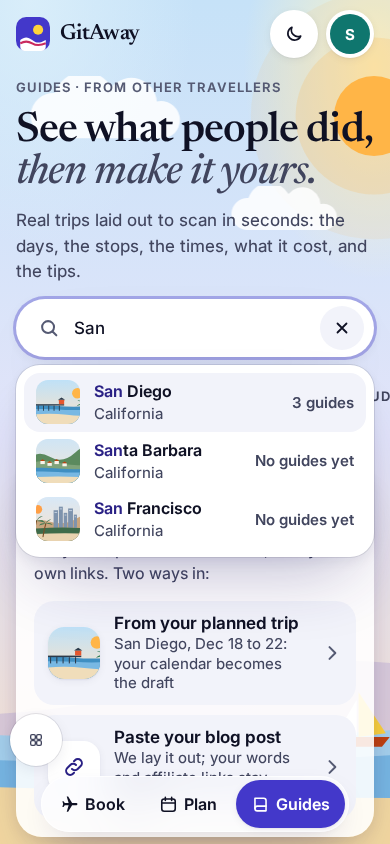 GitAway
S
GUIDES · FROM OTHER TRAVELLERS
See what people did,
then make it yours.
Real trips laid out to scan in seconds: the
days, the stops, the times, what it cost, and
the tips.
San
San Diego
California
3 guides
Santa Barbara
California
No guides yet
San Francisco
California
No guides yet
own links. Two ways in:
From your planned trip
San Diego, Dec 18 to 22:
your calendar becomes
the draft
Paste your blog post
We lay it out; your words
and affiliate links stay
Book
Plan
Guides